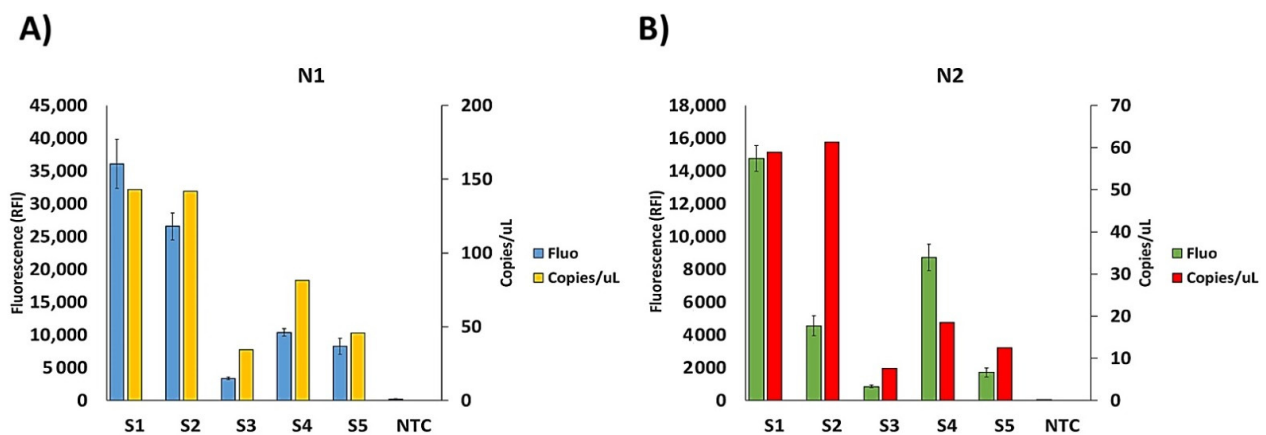 A)
N1
45,000
40,000
35,000
30,000
25,000
20,000
15,000
10,000
5 000
0
Fluorescence (RFI)
200
150
100
50
0
Copies/uL
Fluo
Copies/uL
S1 S2 S3 S4 S5 NTC
B)
N2
18,000
16,000
14,000
12,000
10,000
8000
6 000
4000
2000
0
Fluorescence (RFI)
70
60
50
40
30
20
10
0
Copies/uL
Fluo
Copies/uL
S1 S2 S3 S4 S5 NTC